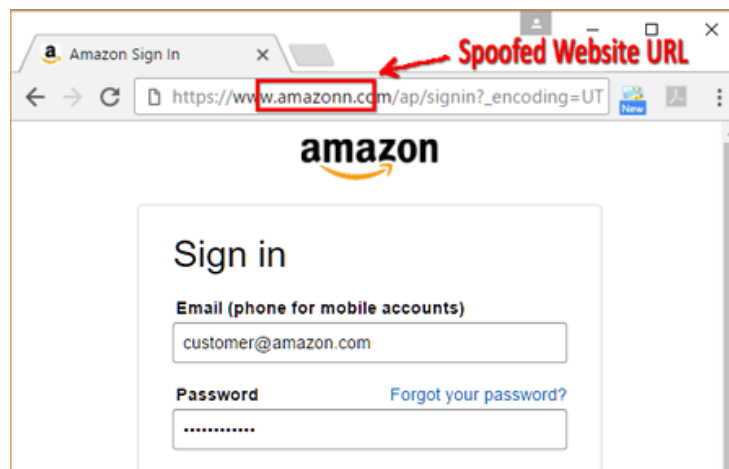 Amazon Sign In
Spoofed Website URL
https://www.amazonn.com/ap/signin?_encoding=UT
New
amazon
Sign in
Email (phone for mobile accounts)
customer@amazon.com
Password Forgot your password?
••••••••••••